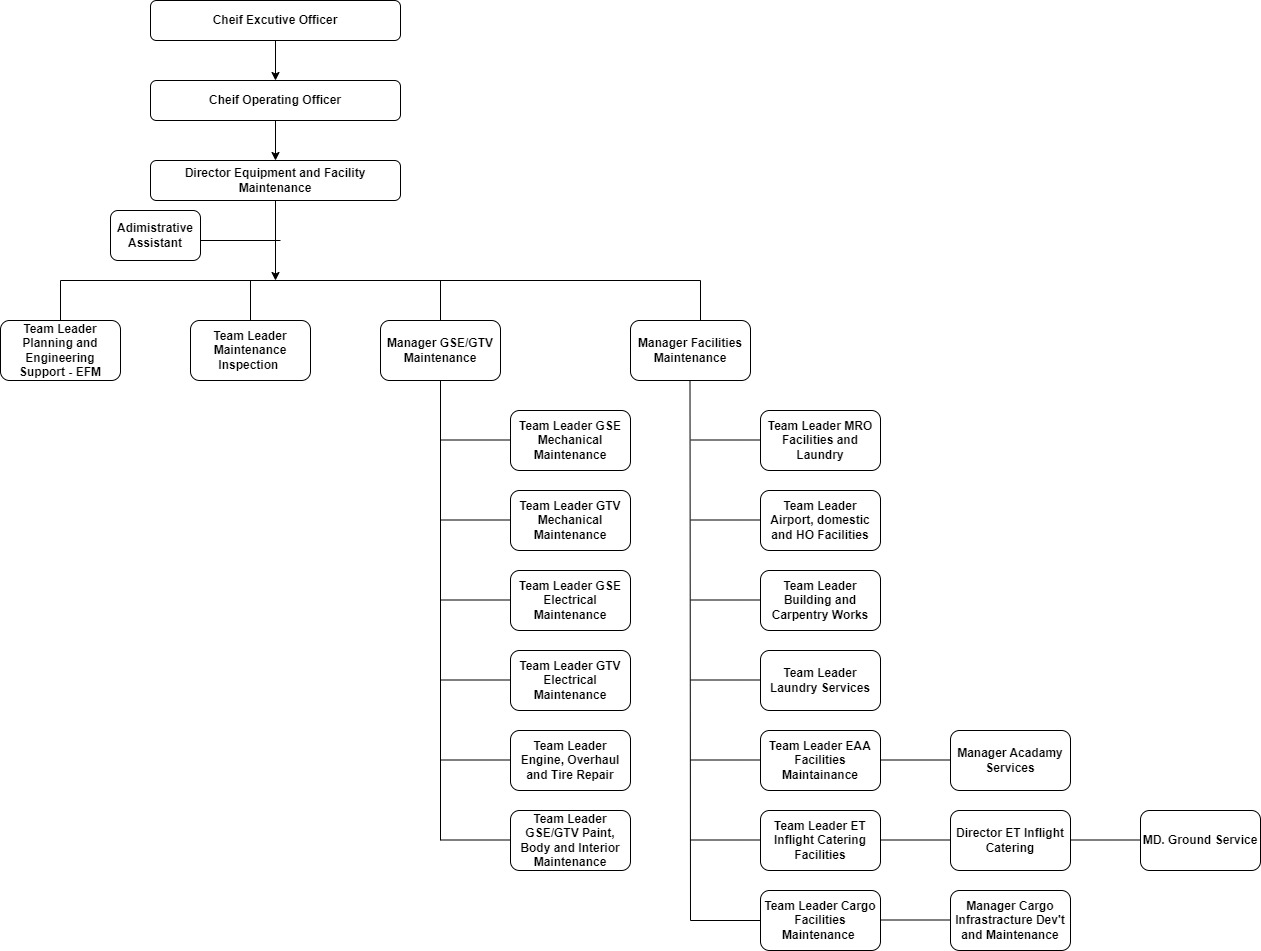 Cheif Excutive Officer
Cheif Operating Officer
Director Equipment and Facility
Maintenance
Adimistrative
Assistant
Team Leader
Planning and
Engineering
Support - EFM
Team Leader
Maintenance
Inspection
Manager GSE/GTV
Maintenance
Manager Facilities
Maintenance
Team Leader GSE
Mechanical
Maintenance
Team Leader GTV
Mechanical
Maintenance
Team Leader GSE
Electrical
Maintenance
Team Leader GTV
Electrical
Maintenance
Team Leader
Engine, Overhaul
and Tire Repair
Team Leader
GSE/GTV Paint,
Body and Interior
Maintenance
Team Leader MRO
Facilities and
Laundry
Team Leader
Airport, domestic
and HO Facilities
Team Leader
Building and
Carpentry Works
Team Leader
Laundry Services
Team Leader EAA
Facilities
Maintainance
Manager Acadamy
Services
Team Leader ET
Inflight Catering
Facilities
Director ET Inflight
Catering
MD. Ground Service
Team Leader Cargo
Facilities
Maintenance
Manager Cargo
Infrastracture Dev't
and Maintenance